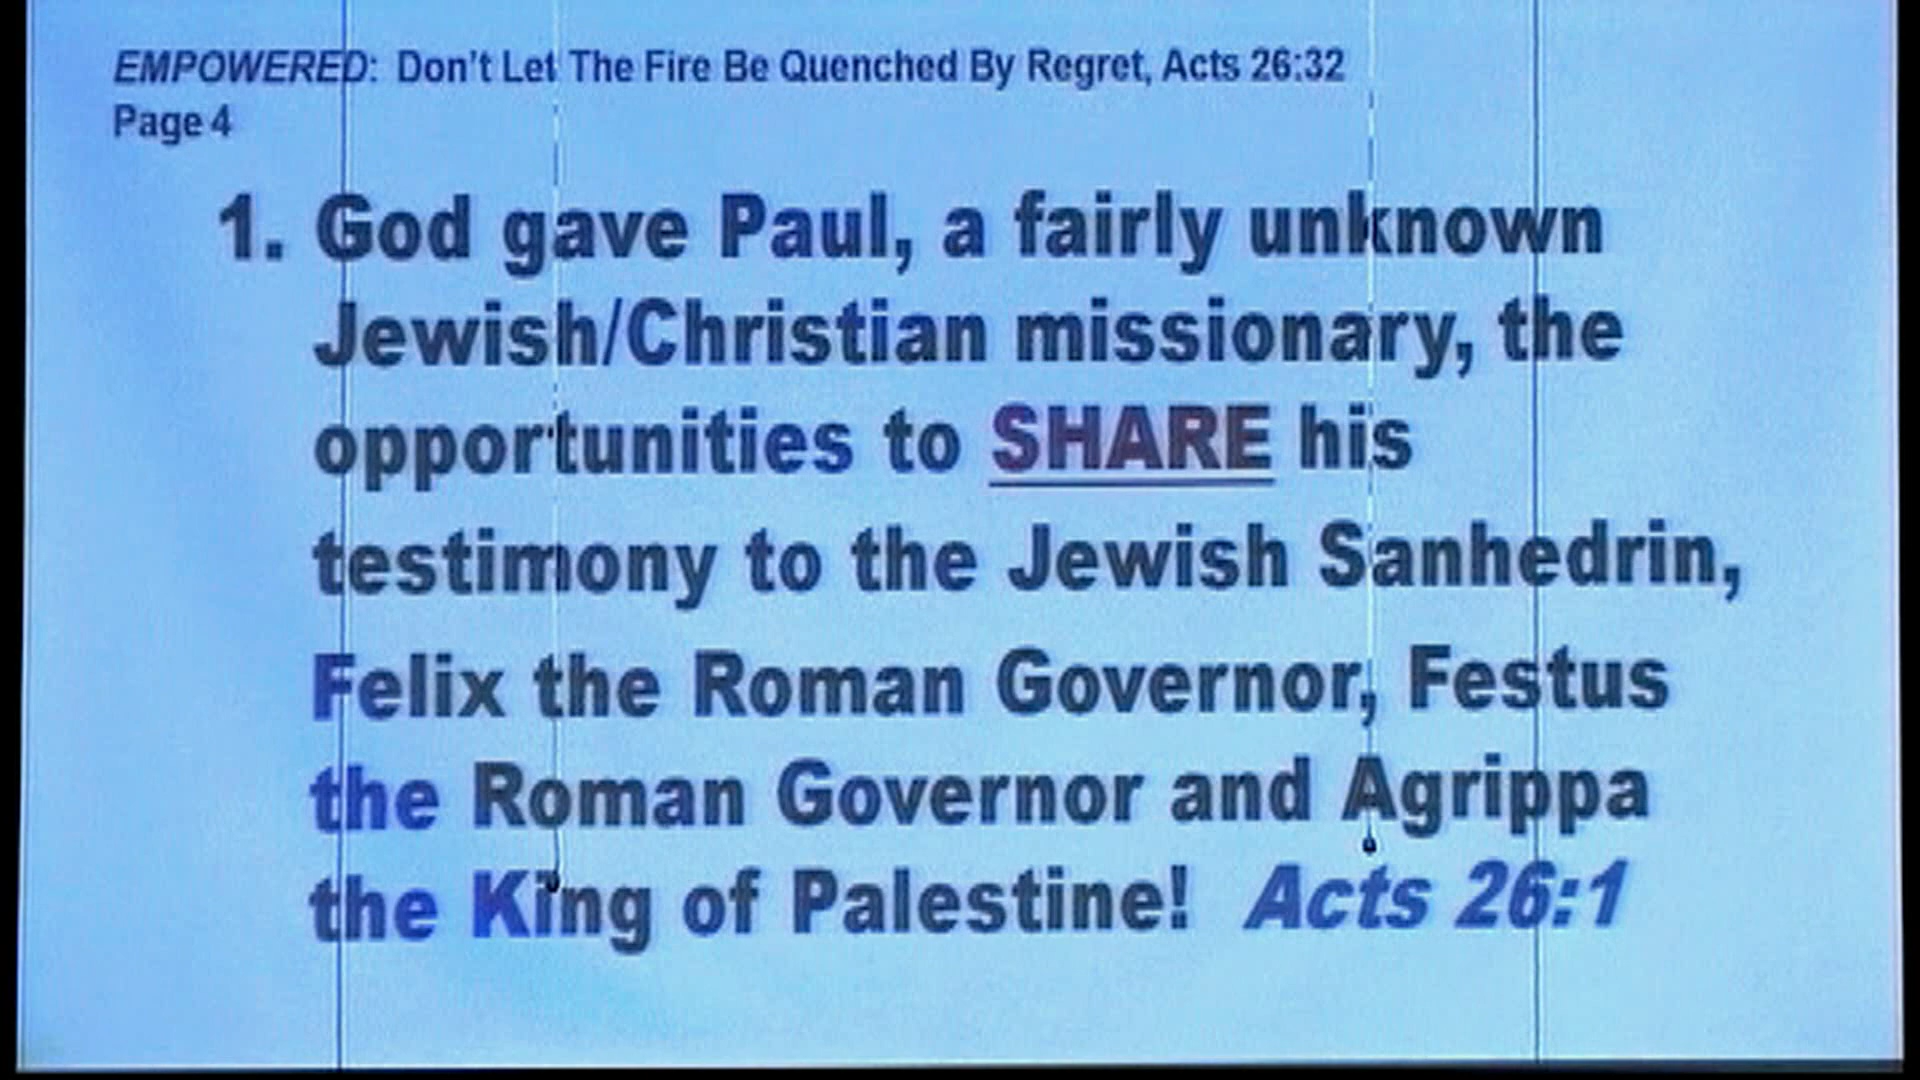 EMPOWERED: Don't Let The Fire Be Quenched By Regret, Acts 26:32
Page 4
1. God gave Paul, a fairly unknown
Jewish/Christian missionary, the
opportunities to SHARE his
testimony to the Jewish Sanhedrin,
Felix the Roman Governor, Festus
the Roman Governor and Agrippa
the King of Palestine! Acts 26:1